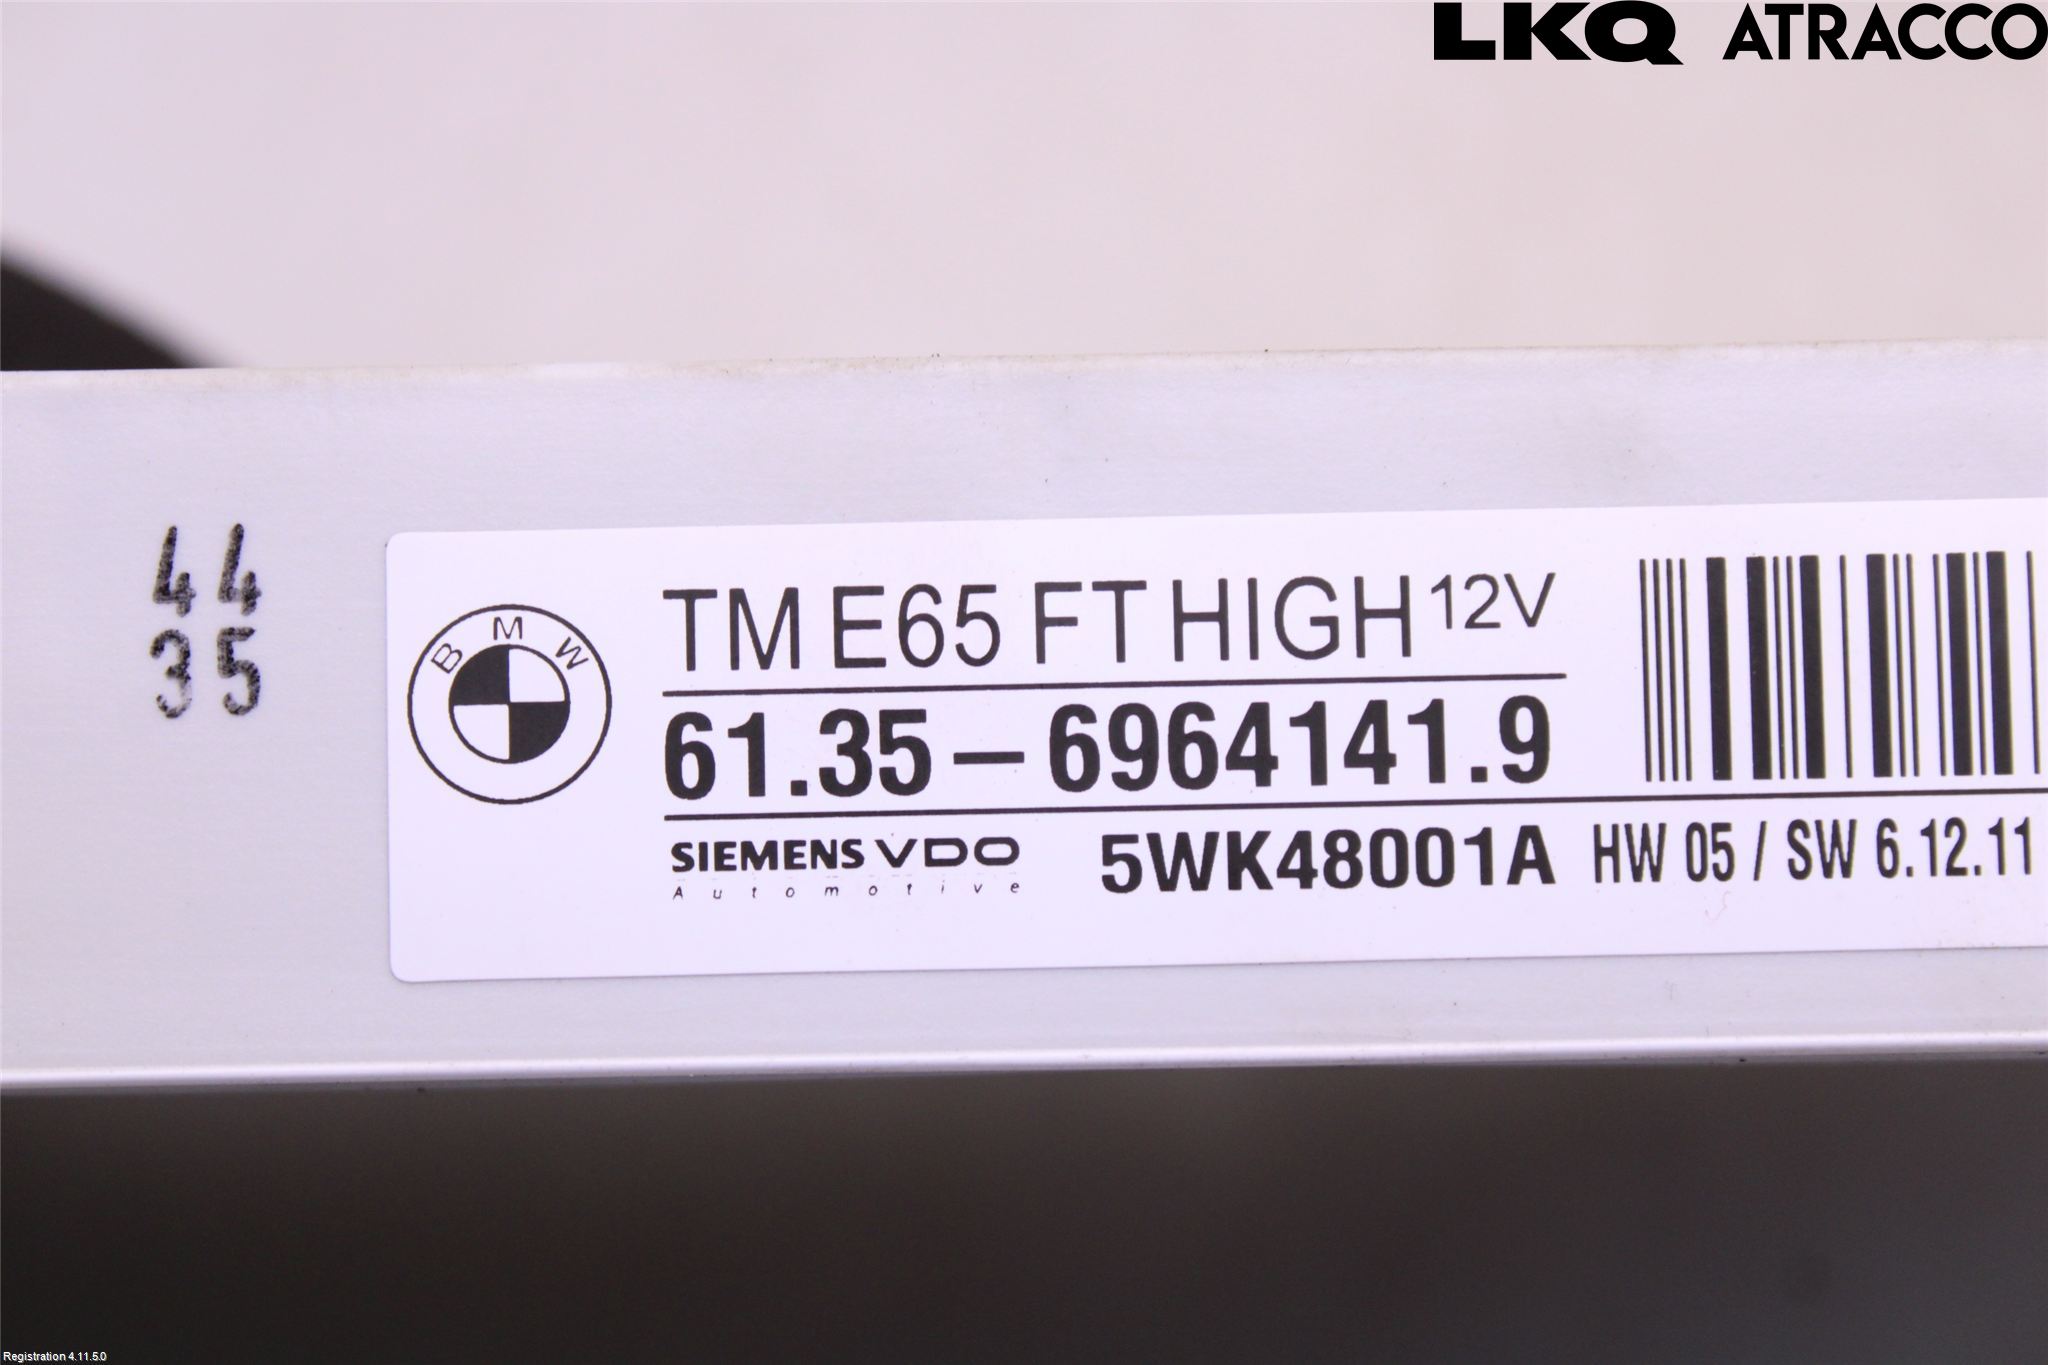 LKQ ATRACCO
44
35
BMW
TM E65 FT HIGH 12V
61.35 – 6964141.9
SIEMENS VDO
Automotive
5WK48001A HW 05 / SW 6.12.11
Registration 4.11.5.0